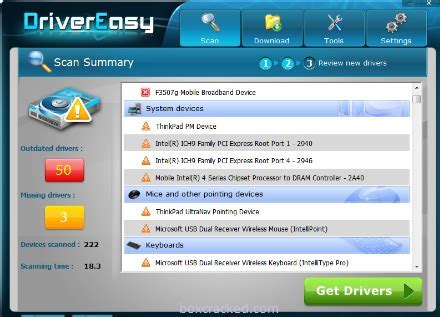 DriverEasy
Scan
Download
Tools
Settings
Scan Summary
1
2
3 Review new drivers
F3507g Mobile Broadband Device
System devices
ThinkPad PM Device
Intel(R) ICH9 Family PCI Express Root Port 1 - 2940
Intel(R) ICH9 Family PCI Express Root Port 4 - 2946
Mobile Intel(R) 4 Series Chipset Processor to DRAM Controller - 2A40
Mice and other pointing devices
ThinkPad UltraNav Pointing Device
Microsoft USB Dual Receiver Wireless Mouse (IntelliPoint)
Keyboards
Microsoft USB Dual Receiver Wireless Keyboard (IntelliType Pro)
Outdated drivers :
50
Missing drivers :
3
Devices scanned : 222
Scanning time : 18.3
Get Drivers
boxcracked.com